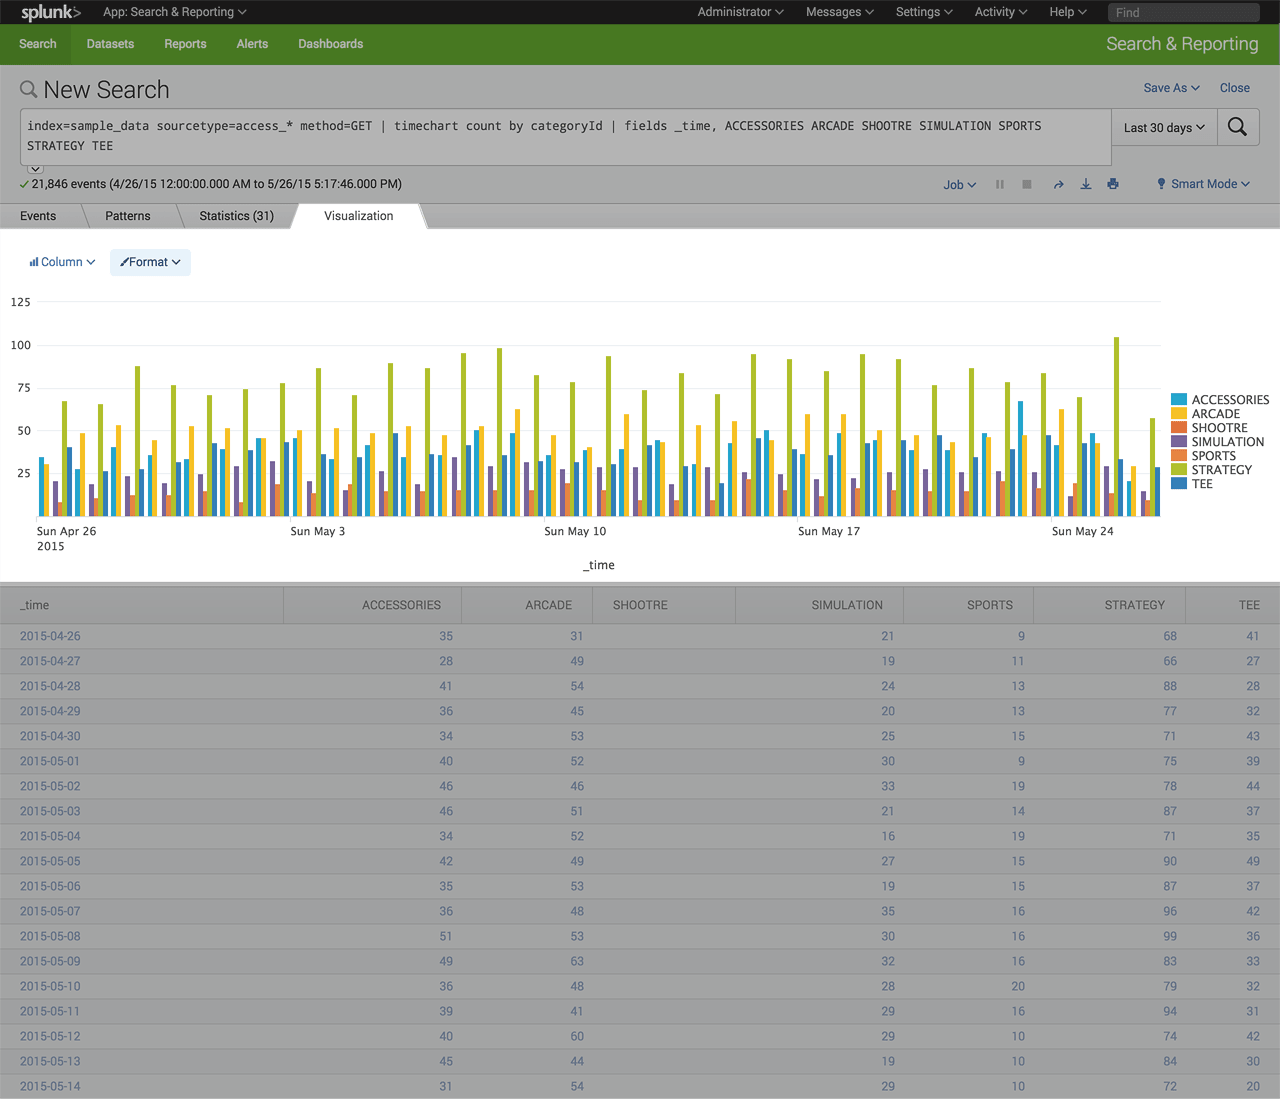 splunk> App: Search & Reporting Administrator Messages Settings Activity Help Find
Search Datasets Reports Alerts Dashboards Search & Reporting
New Search Save As Close
index=sample_data sourcetype=access_* method=GET | timechart count by categoryId | fields _time, ACCESSORIES ARCADE SHOOTRE SIMULATION SPORTS
STRATEGY TEE
Last 30 days
21,846 events (4/26/15 12:00:00.000 AM to 5/26/15 5:17:46.000 PM) Job Smart Mode
Events Patterns Statistics (31) Visualization
Column Format
125
100
75
50
25
ACCESSORIES
ARCADE
SHOOTRE
SIMULATION
SPORTS
STRATEGY
TEE
Sun Apr 26 Sun May 3 Sun May 10 Sun May 17 Sun May 24
2015
_time
_time ACCESSORIES ARCADE SHOOTRE SIMULATION SPORTS STRATEGY TEE
2015-04-26 35 31 21 9 68 41
2015-04-27 28 49 19 11 66 27
2015-04-28 41 54 24 13 88 28
2015-04-29 36 45 20 13 77 32
2015-04-30 34 53 25 15 71 43
2015-05-01 40 52 30 9 75 39
2015-05-02 46 46 33 19 78 44
2015-05-03 46 51 21 14 87 37
2015-05-04 34 52 16 19 71 35
2015-05-05 42 49 27 15 90 49
2015-05-06 35 53 19 15 87 37
2015-05-07 36 48 35 16 96 42
2015-05-08 51 53 30 16 99 36
2015-05-09 49 63 32 16 83 33
2015-05-10 36 48 28 20 79 32
2015-05-11 39 41 29 16 94 31
2015-05-12 40 60 29 10 74 42
2015-05-13 45 44 19 10 84 30
2015-05-14 31 54 29 10 72 20